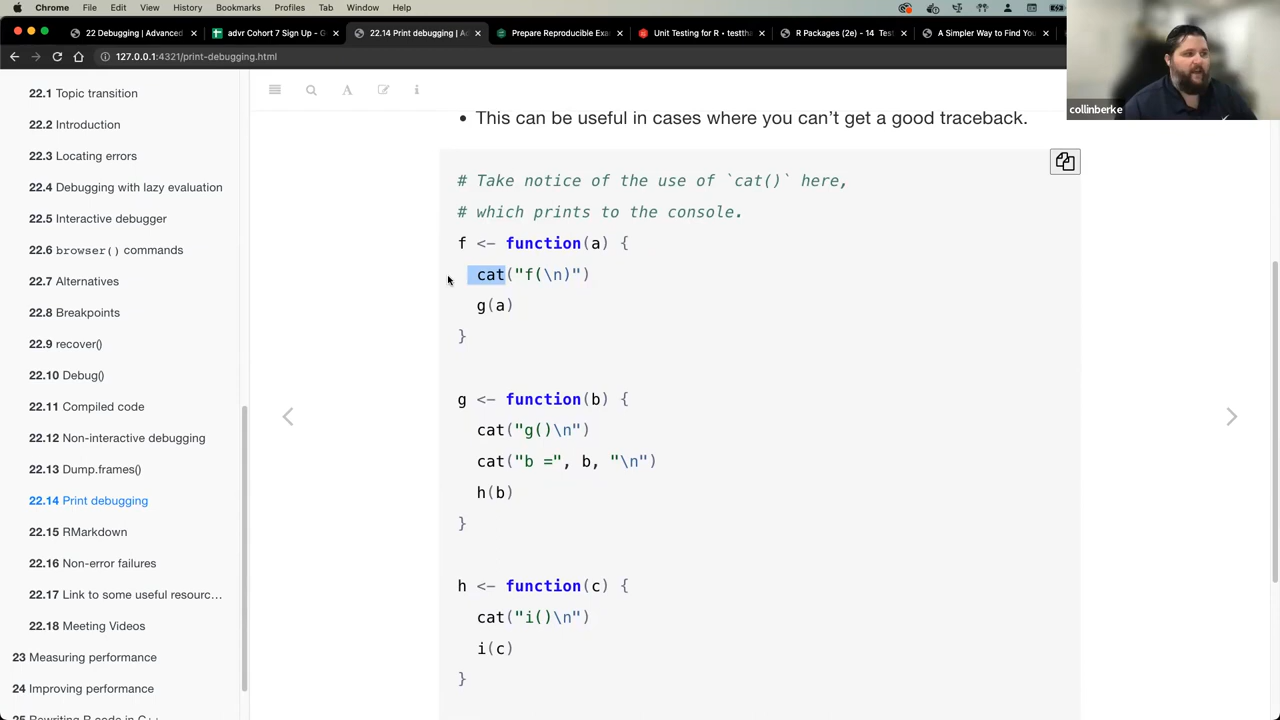 Chrome File Edit View History Bookmarks Profiles Tab Window Help
22 Debugging | Advanced
advr Cohort 7 Sign Up - G
22.14 Print debugging | Ad
Prepare Reproducible Exa
Unit Testing for R • testth
R Packages (2e) - 14 Tes
A Simpler Way to Find You
127.0.0.1:4321/print-debugging.html
collinberke
22.1 Topic transition
22.2 Introduction
22.3 Locating errors
22.4 Debugging with lazy evaluation
22.5 Interactive debugger
22.6 browser() commands
22.7 Alternatives
22.8 Breakpoints
22.9 recover()
22.10 Debug()
22.11 Compiled code
22.12 Non-interactive debugging
22.13 Dump.frames()
22.14 Print debugging
22.15 RMarkdown
22.16 Non-error failures
22.17 Link to some useful resourc…
22.18 Meeting Videos
23 Measuring performance
24 Improving performance
25 Rewriting R code in C++
• This can be useful in cases where you can't get a good traceback.
# Take notice of the use of `cat()` here,
# which prints to the console.
f <- function(a) {
  cat("f(\n)")
  g(a)
}
g <- function(b) {
  cat("g()\n")
  cat("b =", b, "\n")
  h(b)
}
h <- function(c) {
  cat("i()\n")
  i(c)
}